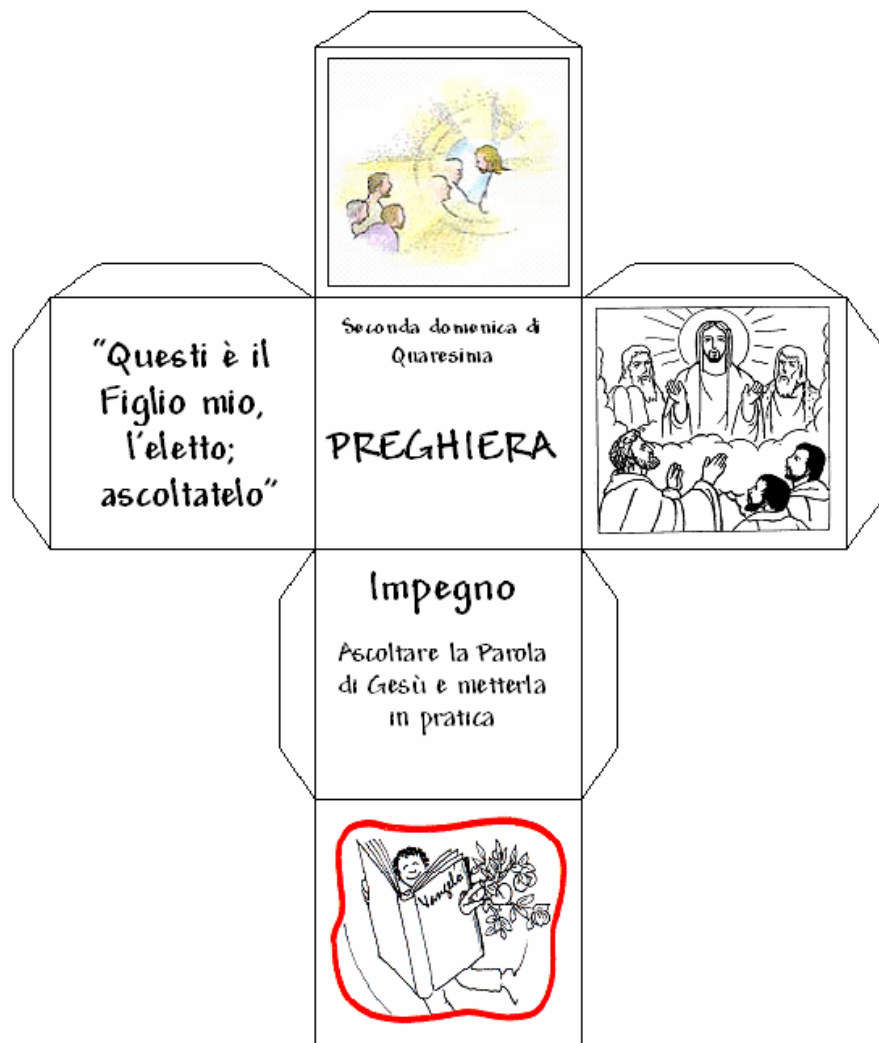 "Questi è il
Figlio mio,
l'eletto;
ascoltatelo"
Seconda domenica di
Quaresima
PREGHIERA
Impegno
Ascoltare la Parola
di Gesù e metterla
in pratica
Vangelo